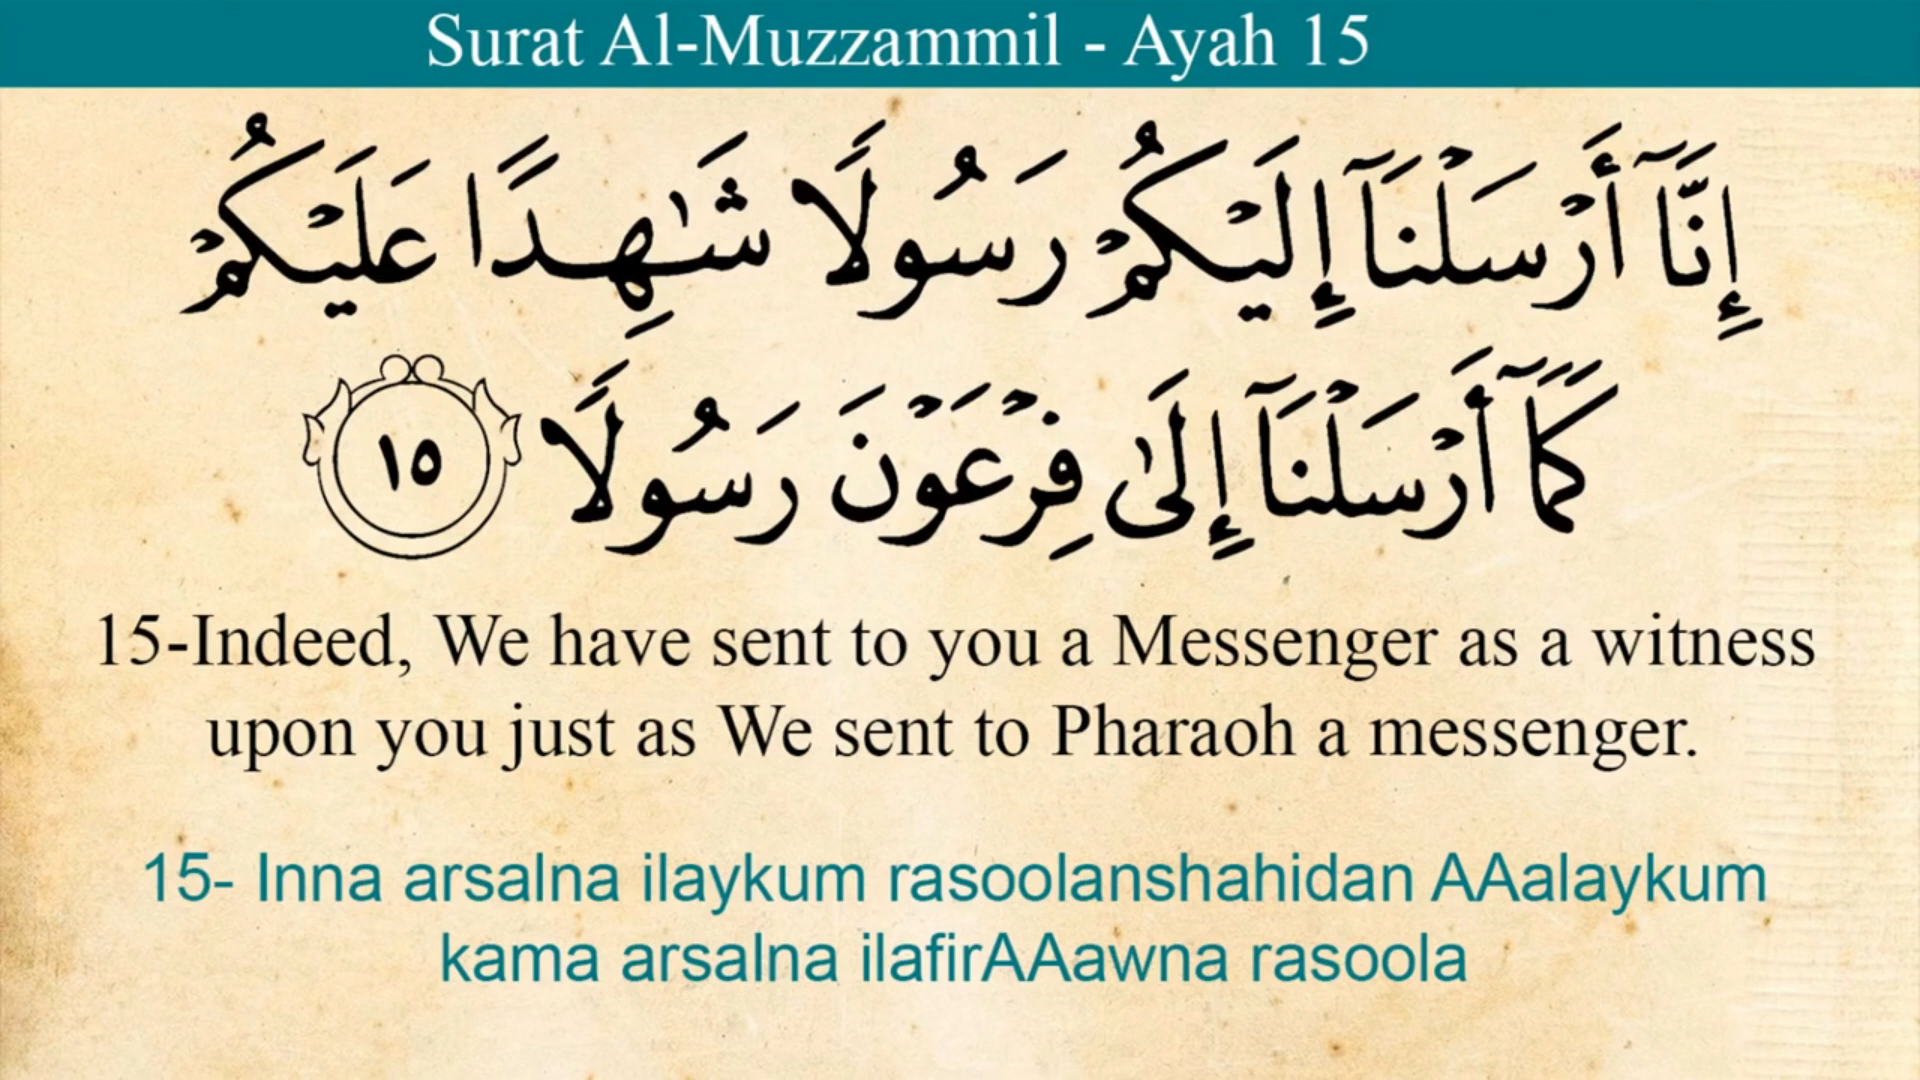 Surat Al-Muzzammil - Ayah 15
إِنَّآ أَرْسَلْنَآ إِلَيْكُمْ رَسُولًا شَٰهِدًا عَلَيْكُمْ
كَمَآ أَرْسَلْنَآ إِلَىٰ فِرْعَوْنَ رَسُولًا ١٥
15-Indeed, We have sent to you a Messenger as a witness
upon you just as We sent to Pharaoh a messenger.
15- Inna arsalna ilaykum rasoolanshahidan AAalaykum
kama arsalna ilafirAAawna rasoola